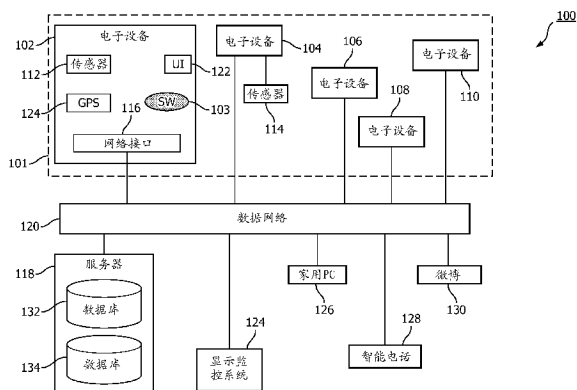 100
102
电子设备
112
传感器
UI
122
124
GPS
SW
103
116
网络接口
101
电子设备
104
传感器
114
106
电子设备
108
电子设备
电子设备
110
120
数据网络
118
服务器
132
数据库
134
数据库
124
显示监
控系统
家用PC
126
128
智能电话
微博
130